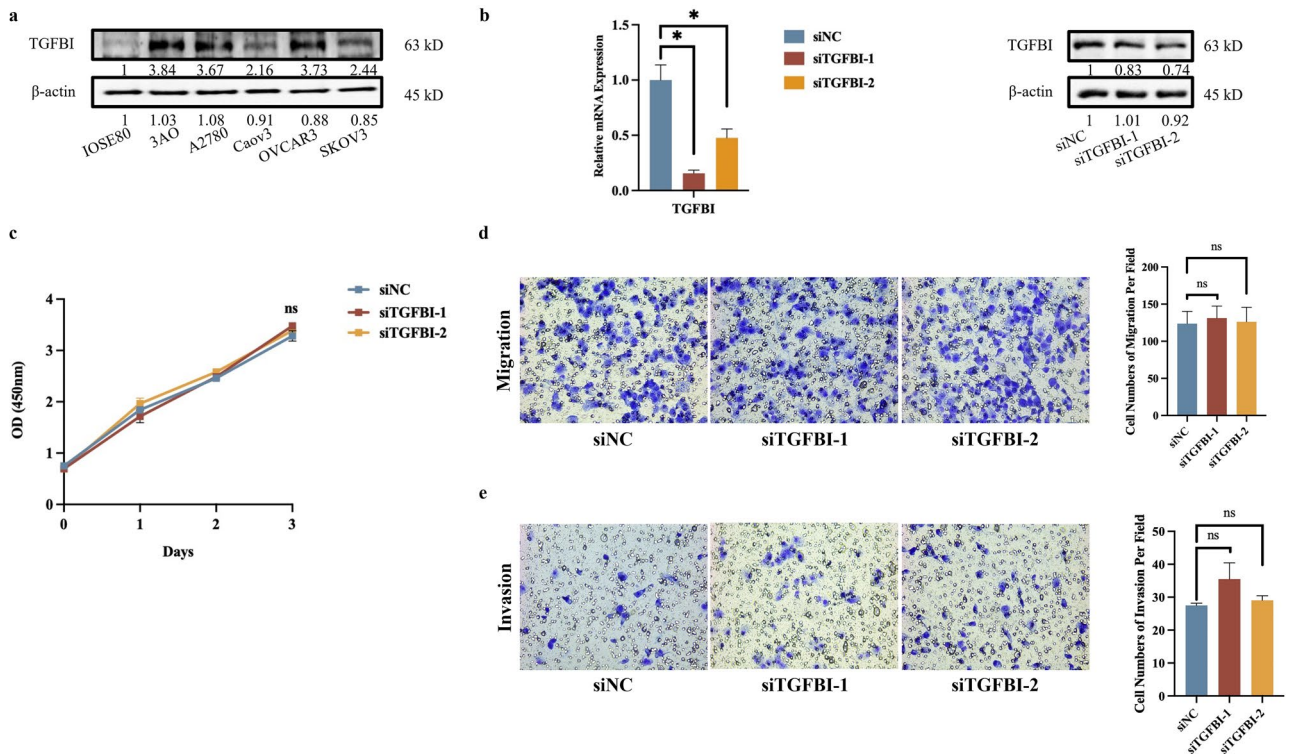 a
TGFBI
63 kD
1 3.84 3.67 2.16 3.73 2.44
β-actin
45 kD
1 1.03 1.08 0.91 0.88 0.85
IOSE80 3AO A2780 Caov3 OVCAR3 SKOV3
b
Relative mRNA Expression
1.5
1.0
0.5
0.0
*
*
TGFBI
siNC
siTGFBI-1
siTGFBI-2
TGFBI
63 kD
1 0.83 0.74
β-actin
45 kD
1 1.01 0.92
siNC siTGFBI-1 siTGFBI-2
c
OD (450nm)
4
3
2
1
0
0 1 2 3
Days
ns
siNC
siTGFBI-1
siTGFBI-2
d
Migration
siNC siTGFBI-1 siTGFBI-2
Cell Numbers of Migration Per Field
200
150
100
50
0
ns
ns
siNC siTGFBI-1 siTGFBI-2
e
Invasion
siNC siTGFBI-1 siTGFBI-2
Cell Numbers of Invasion Per Field
50
40
30
20
10
0
ns
ns
siNC siTGFBI-1 siTGFBI-2